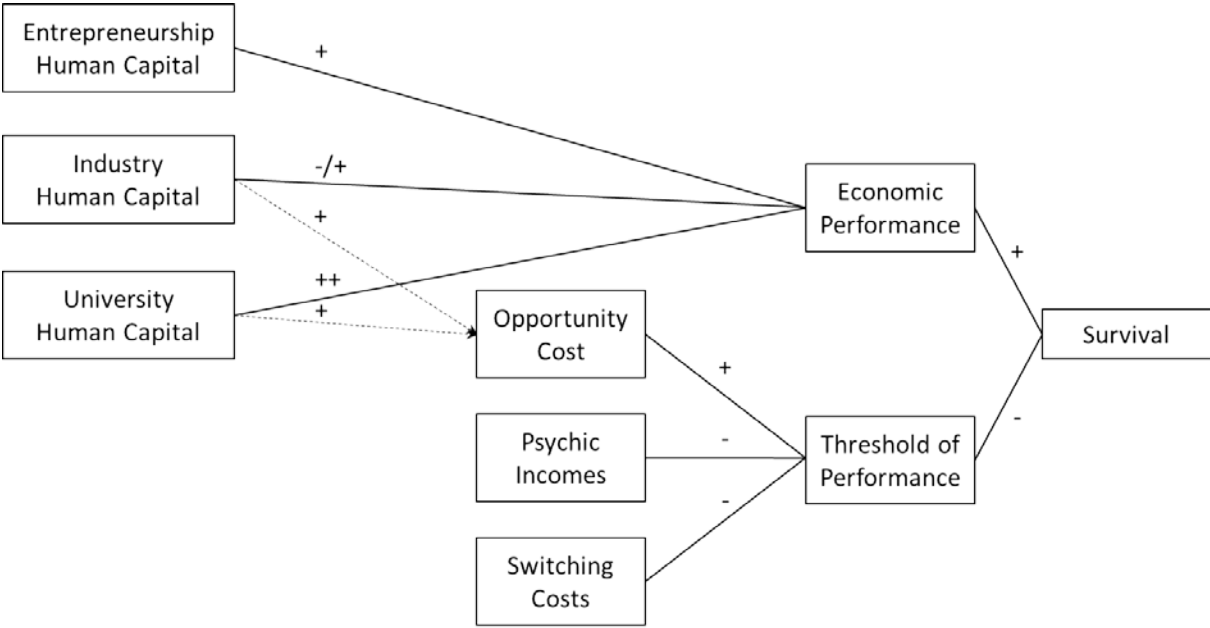 Entrepreneurship
Human Capital
+
Industry
Human Capital
-/+
+
University
Human Capital
++
+
Opportunity
Cost
+
Psychic
Incomes
-
Switching
Costs
-
Economic
Performance
+
Threshold of
Performance
-
Survival